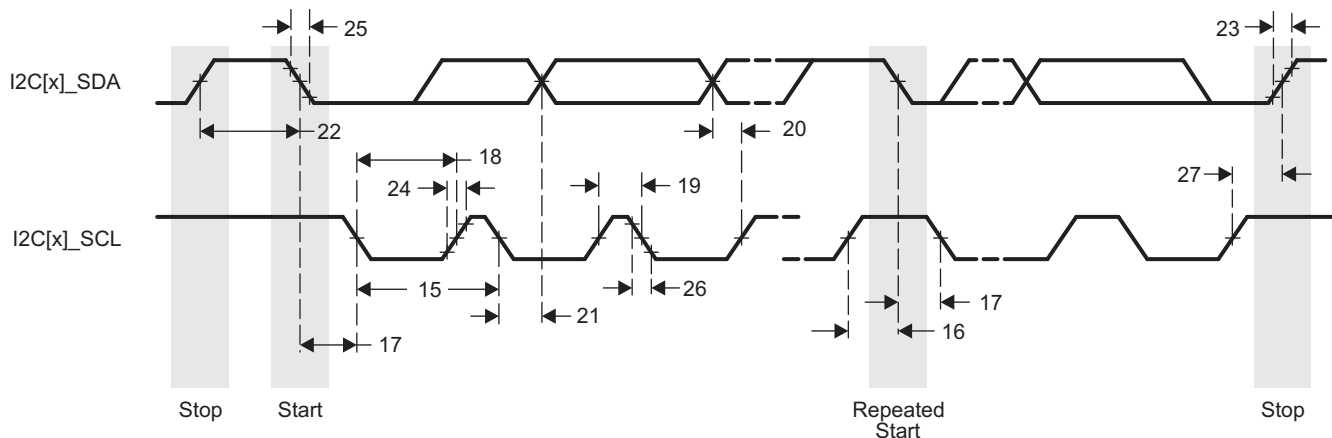 25
23
I2C[x]_SDA
22
20
18
24
19
27
I2C[x]_SCL
15
26
21
17
16
17
Stop
Start
Repeated
Start
Stop